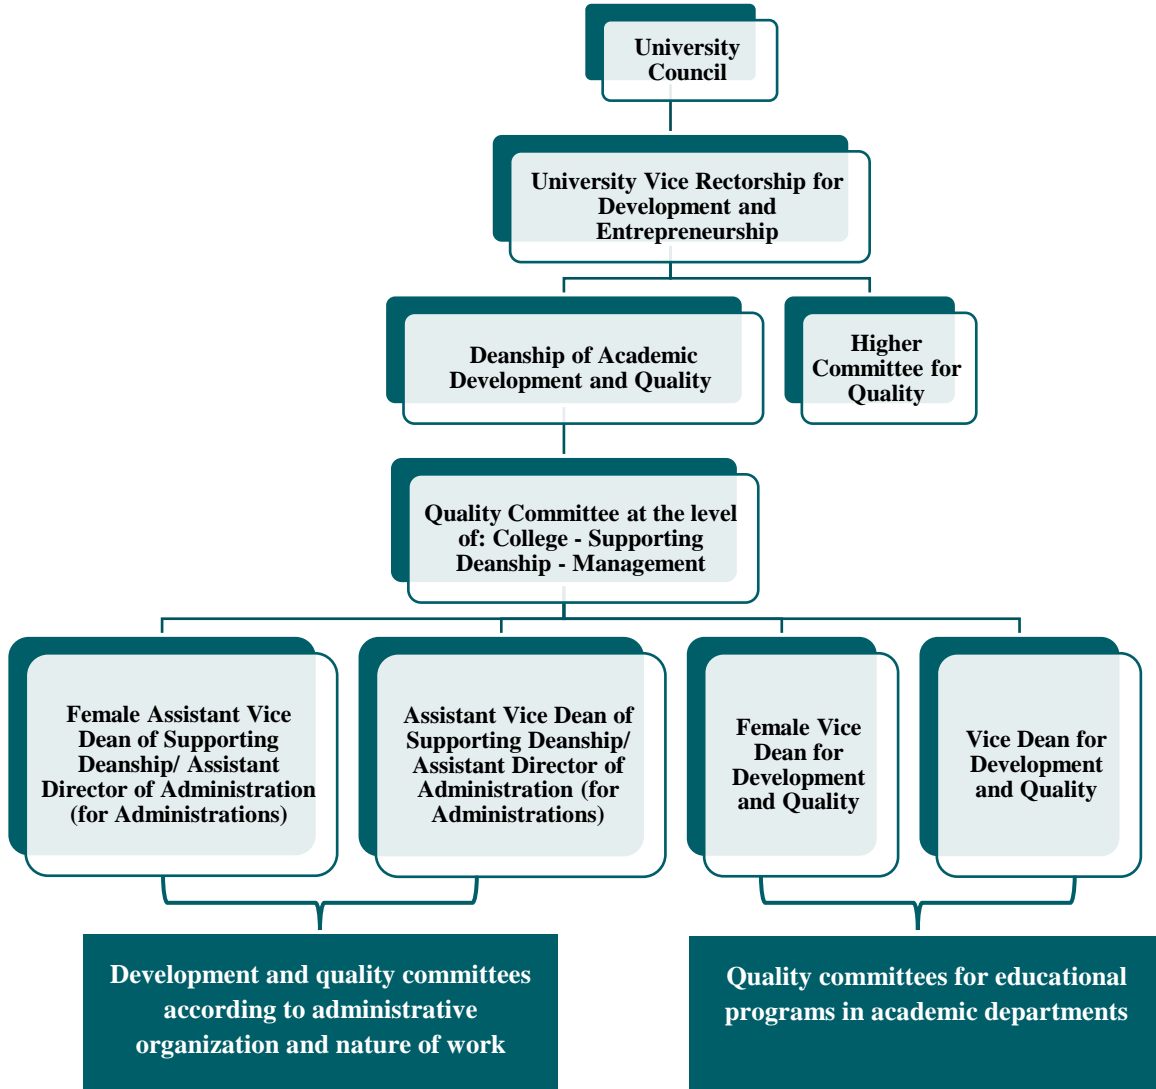 University
Council
University Vice Rectorship for
Development and
Entrepreneurship
Deanship of Academic
Development and Quality
Higher
Committee for
Quality
Quality Committee at the level
of: College - Supporting
Deanship - Management
Female Assistant Vice
Dean of Supporting
Deanship/ Assistant
Director of Administration
(for Administrations)
Assistant Vice Dean of
Supporting Deanship/
Assistant Director of
Administration (for
Administrations)
Female Vice
Dean for
Development
and Quality
Vice Dean for
Development
and Quality
Development and quality committees
according to administrative
organization and nature of work
Quality committees for educational
programs in academic departments